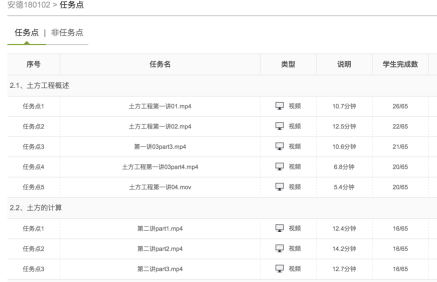 安德180102 > 任务点
任务点 | 非任务点
序号 任务名 类型 说明 学生完成数
2.1、土方工程概述
任务点1 土方工程第一讲01.mp4 视频 10.7分钟 26/65
任务点2 土方工程第一讲02.mp4 视频 12.5分钟 22/65
任务点3 第一讲03part3.mp4 视频 10.6分钟 21/65
任务点4 土方工程第一讲03part4.mp4 视频 6.8分钟 20/65
任务点5 土方工程第一讲04.mov 视频 5.4分钟 20/65
2.2、土方的计算
任务点1 第二讲part1.mp4 视频 12.4分钟 16/65
任务点2 第二讲part2.mp4 视频 14.2分钟 16/65
任务点3 第二讲part3.mp4 视频 12.7分钟 16/65